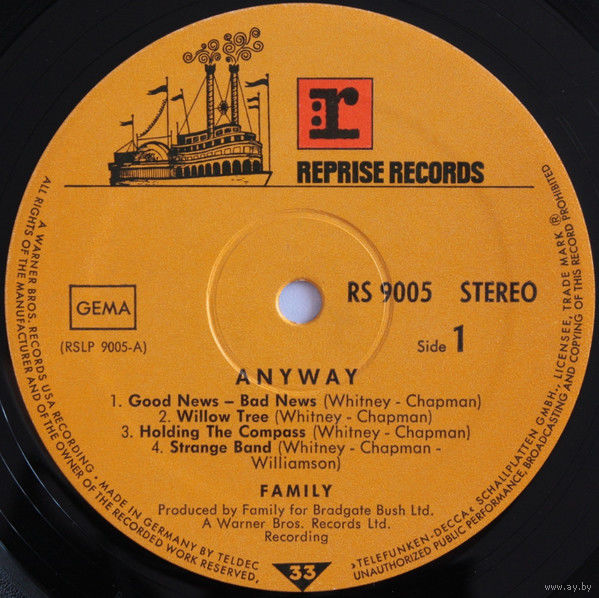 r
REPRISE RECORDS
GEMA
(RSLP 9005-A)
RS 9005 STEREO
Side 1
ANYWAY
1. Good News – Bad News (Whitney - Chapman)
2. Willow Tree (Whitney - Chapman)
3. Holding The Compass (Whitney - Chapman)
4. Strange Band (Whitney - Chapman -
Williamson)
FAMILY
Produced by Family for Bradgate Bush Ltd.
A Warner Bros. Records Ltd.
Recording
33
A WARNER BROS. RECORDS USA RECORDING · MADE IN GERMANY BY TELDEC »TELEFUNKEN-DECCA« SCHALLPLATTEN GMBH., LICENSEE, TRADE MARK ®
ALL RIGHTS OF THE MANUFACTURER AND OF THE OWNER OF THE RECORDED WORK RESERVED, UNAUTHORIZED PUBLIC PERFORMANCE, BROADCASTING AND COPYING OF THIS RECORD PROHIBITED
www.ay.by